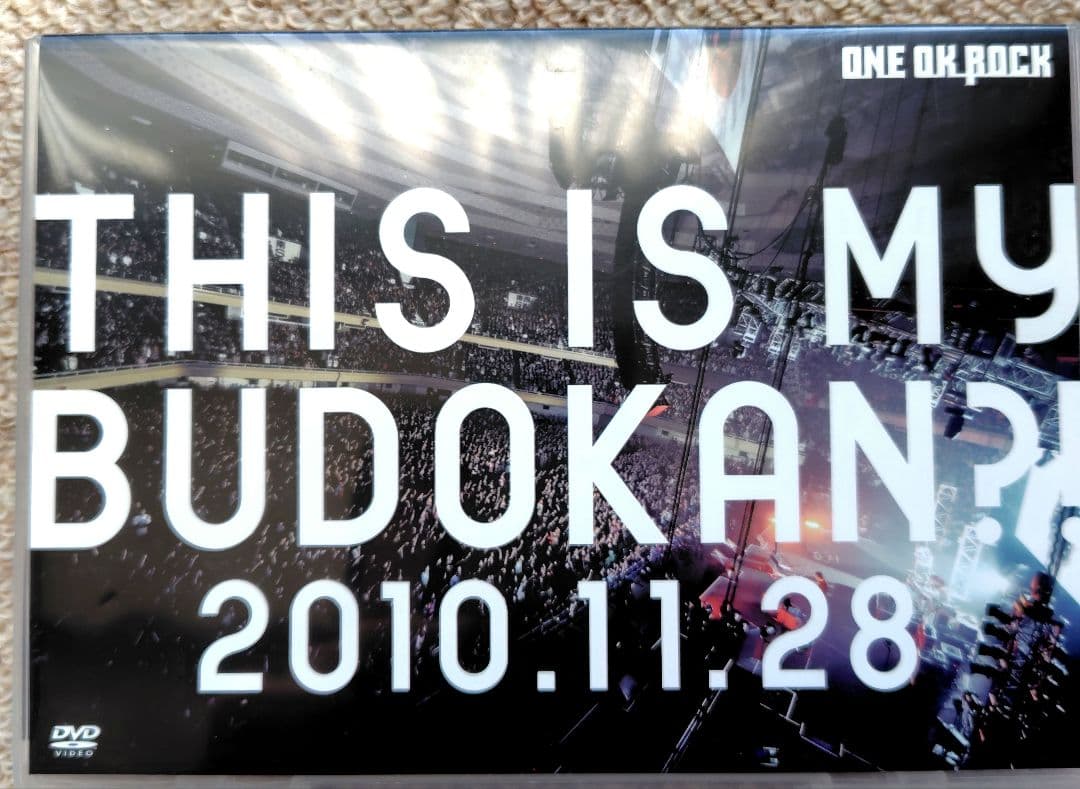 ONE OK ROCK
THIS IS MY
BUDOKAN?!
2010.11.28
DVD
VIDEO